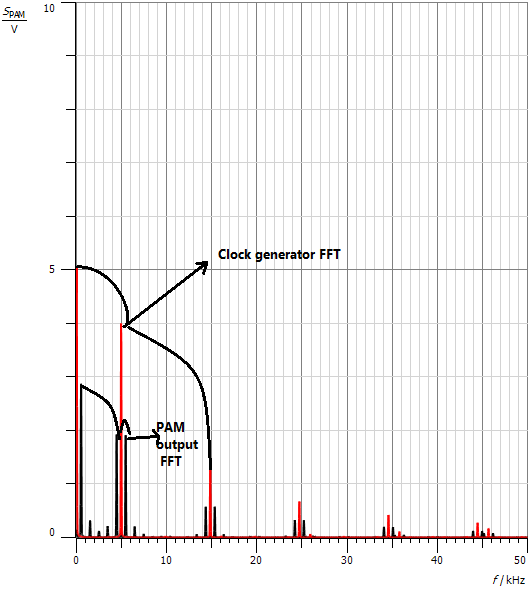 S_PAM
V
10
5
0
Clock generator FFT
PAM
output
FFT
0
10
20
30
40
50
f / kHz